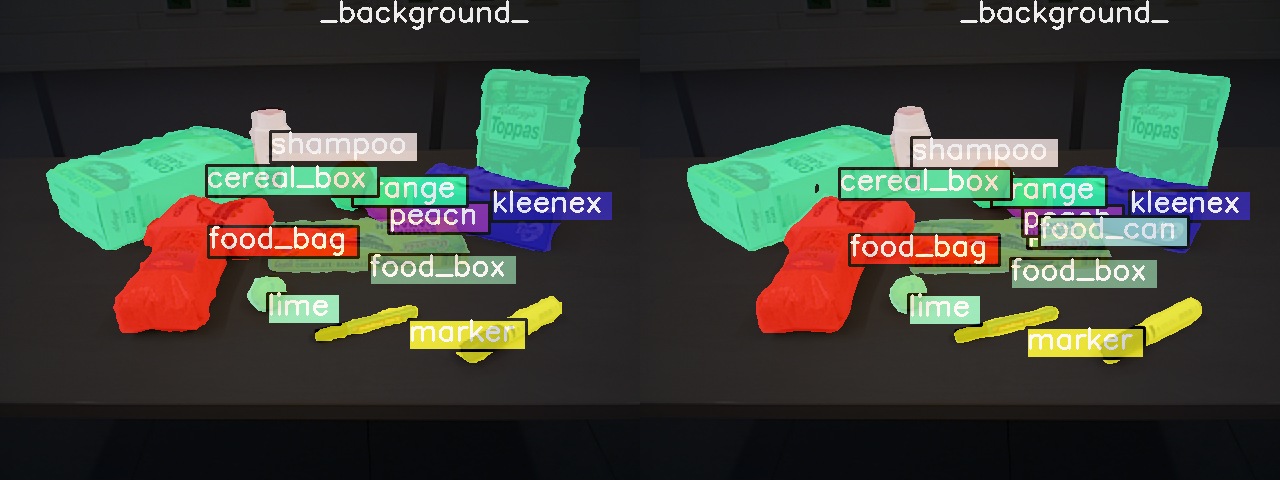 _background_
_background_
Toppas
Toppas
shampoo
shampoo
cereal_box
range
cereal_box
range
kleenex
kleenex
peach
peach
food_can
food_bag
food_bag
food_box
food_box
lime
lime
marker
marker